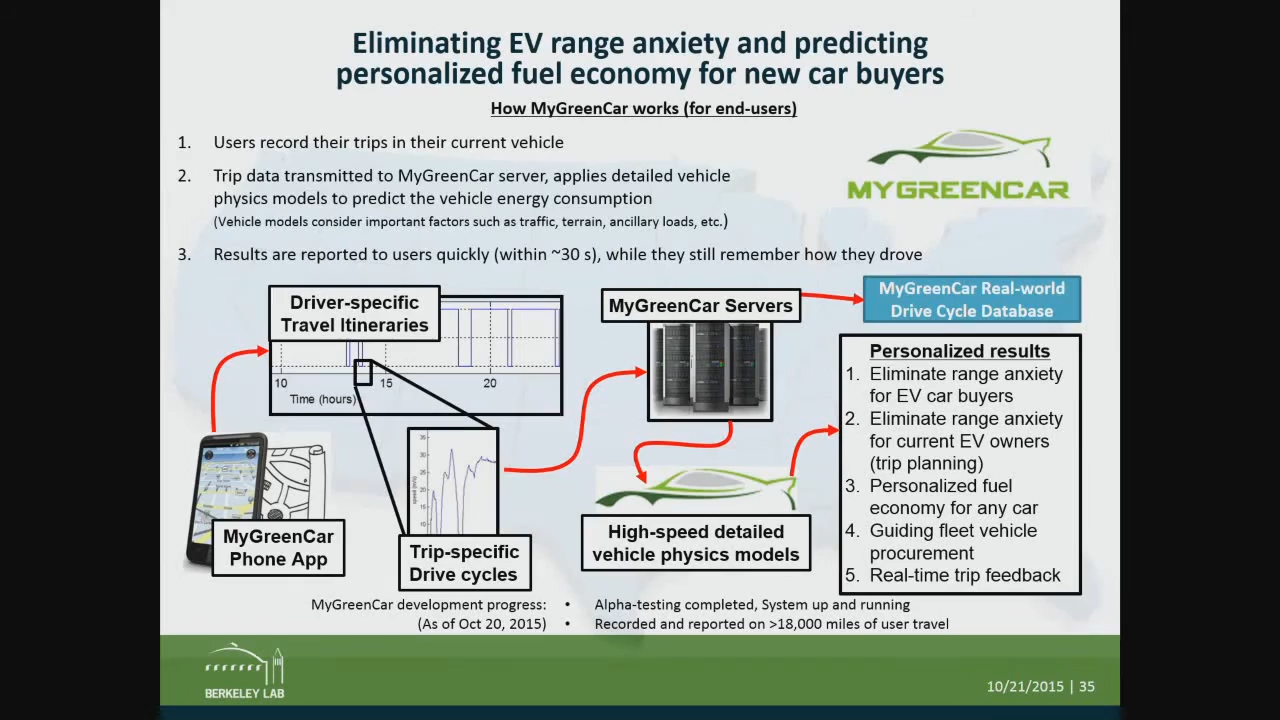 Eliminating EV range anxiety and predicting
personalized fuel economy for new car buyers
How MyGreenCar works (for end-users)
1. Users record their trips in their current vehicle
2. Trip data transmitted to MyGreenCar server, applies detailed vehicle
physics models to predict the vehicle energy consumption
(Vehicle models consider important factors such as traffic, terrain, ancillary loads, etc.)
3. Results are reported to users quickly (within ~30 s), while they still remember how they drove
MYGREENCAR
Driver-specific
Travel Itineraries
10 15 20
Time (hours)
MyGreenCar Servers
MyGreenCar Real-world
Drive Cycle Database
MyGreenCar
Phone App
35
30
25
20
15
10
speed (m/s)
Trip-specific
Drive cycles
High-speed detailed
vehicle physics models
Personalized results
1. Eliminate range anxiety
for EV car buyers
2. Eliminate range anxiety
for current EV owners
(trip planning)
3. Personalized fuel
economy for any car
4. Guiding fleet vehicle
procurement
5. Real-time trip feedback
MyGreenCar development progress:
(As of Oct 20, 2015)
• Alpha-testing completed, System up and running
• Recorded and reported on >18,000 miles of user travel
BERKELEY LAB
10/21/2015 | 35